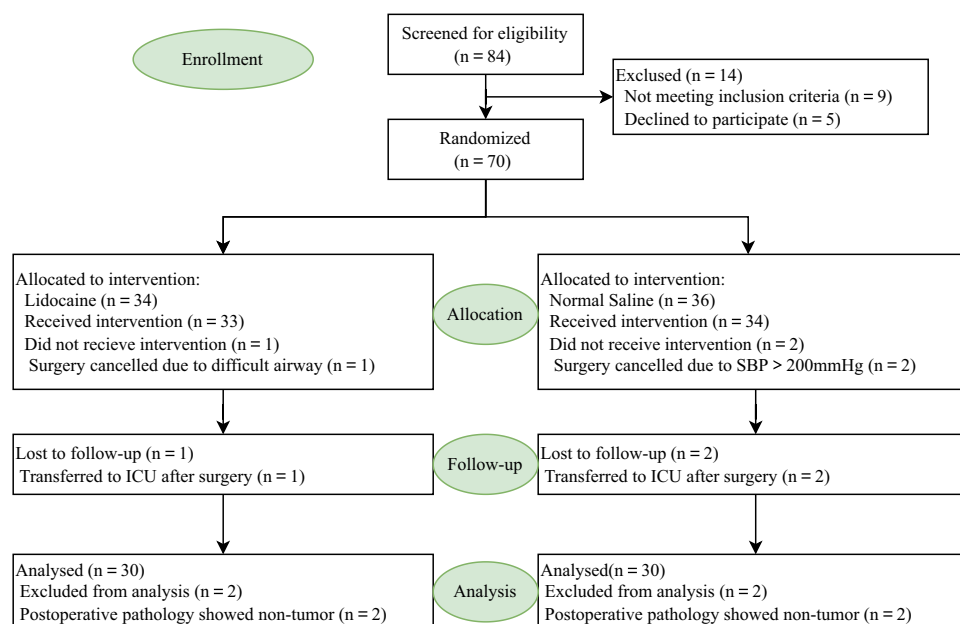 Screened for eligibility
(n = 84)
Enrollment
Exclused (n = 14)
Not meeting inclusion criteria (n = 9)
Declined to participate (n = 5)
Randomized
(n = 70)
Allocated to intervention:
Lidocaine (n = 34)
Received intervention (n = 33)
Did not recieve intervention (n = 1)
Surgery cancelled due to difficult airway (n = 1)
Allocation
Allocated to intervention:
Normal Saline (n = 36)
Received intervention (n = 34)
Did not receive intervention (n = 2)
Surgery cancelled due to SBP > 200mmHg (n = 2)
Lost to follow-up (n = 1)
Transferred to ICU after surgery (n = 1)
Follow-up
Lost to follow-up (n = 2)
Transferred to ICU after surgery (n = 2)
Analysed (n = 30)
Excluded from analysis (n = 2)
Postoperative pathology showed non-tumor (n = 2)
Analysis
Analysed(n = 30)
Excluded from analysis (n = 2)
Postoperative pathology showed non-tumor (n = 2)